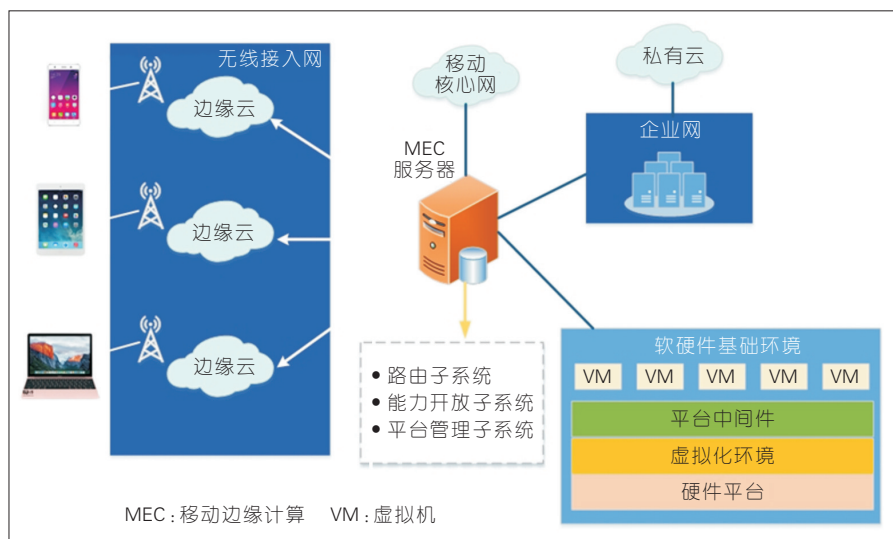 无线接入网
边缘云
边缘云
边缘云
移动
核心网
MEC
服务器
私有云
企业网
• 路由子系统
• 能力开放子系统
• 平台管理子系统
软硬件基础环境
VM VM VM VM VM
平台中间件
虚拟化环境
硬件平台
MEC:移动边缘计算 VM:虚拟机